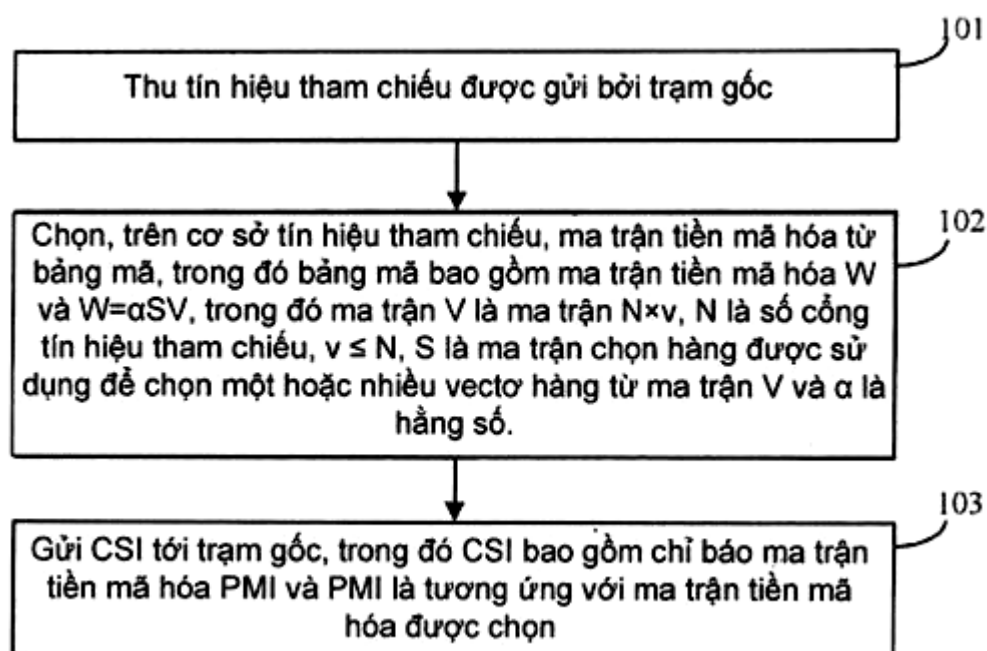 101
Thu tín hiệu tham chiếu được gửi bởi trạm gốc
102
Chọn, trên cơ sở tín hiệu tham chiếu, ma trận tiền mã hóa từ
bảng mã, trong đó bảng mã bao gồm ma trận tiền mã hóa W
và W=αSV, trong đó ma trận V là ma trận N×v, N là số cổng
tín hiệu tham chiếu, v ≤ N, S là ma trận chọn hàng được sử
dụng để chọn một hoặc nhiều vectơ hàng từ ma trận V và α là
hằng số.
103
Gửi CSI tới trạm gốc, trong đó CSI bao gồm chỉ báo ma trận
tiền mã hóa PMI và PMI là tương ứng với ma trận tiền mã
hóa được chọn